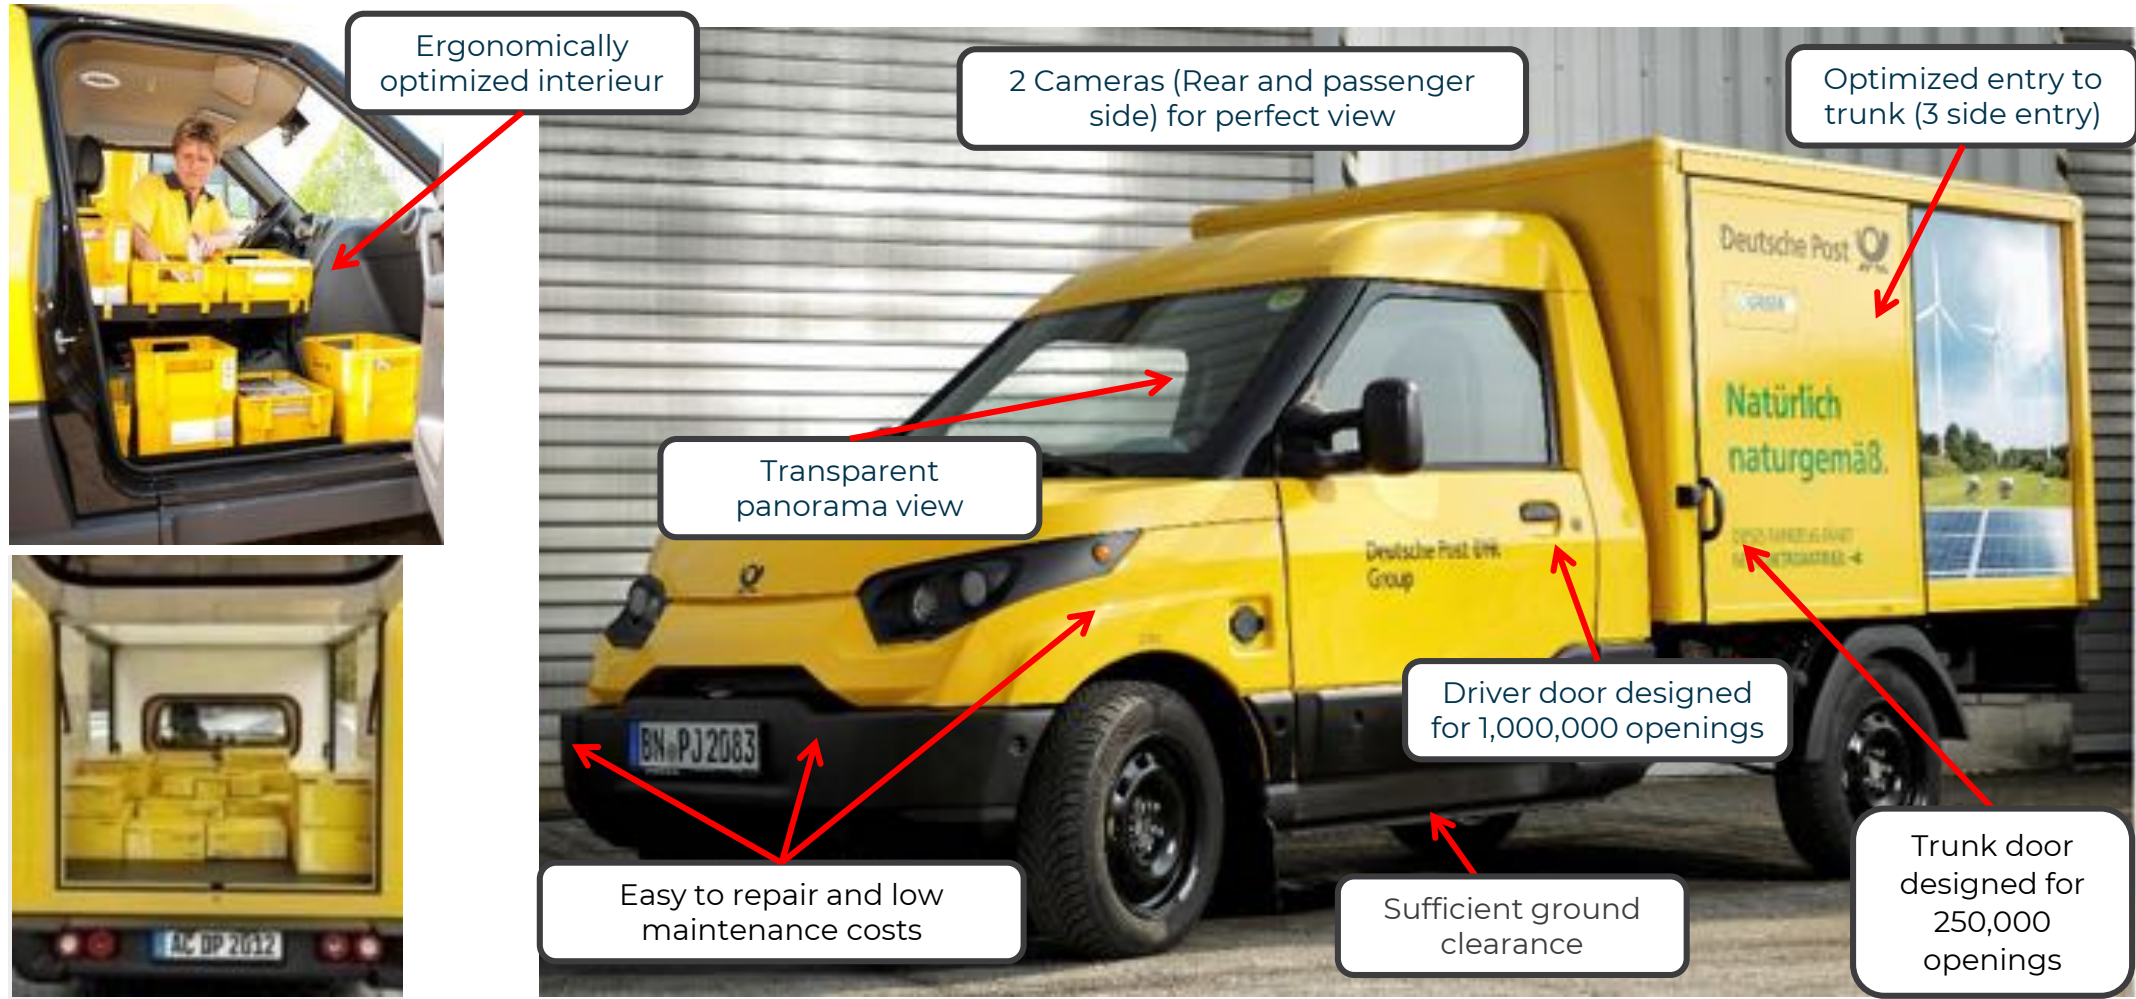 Ergonomically
optimized interieur
2 Cameras (Rear and passenger
side) for perfect view
Optimized entry to
trunk (3 side entry)
Deutsche Post
Natürlich
naturgemäß.
Transparent
panorama view
Deutsche Post DHL
Group
Driver door designed
for 1,000,000 openings
BN PJ 2083
Easy to repair and low
maintenance costs
Sufficient ground
clearance
Trunk door
designed for
250,000
openings
AC DP 2012